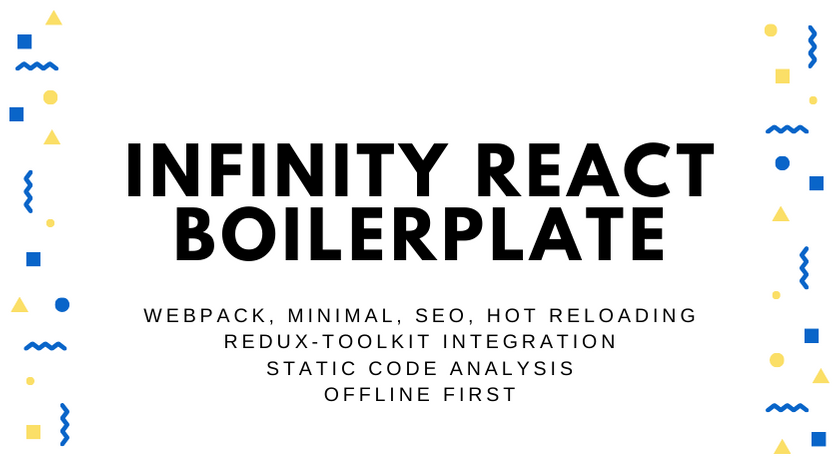 INFINITY REACT
BOILERPLATE
WEBPACK, MINIMAL, SEO, HOT RELOADING
REDUX-TOOLKIT INTEGRATION
STATIC CODE ANALYSIS
OFFLINE FIRST